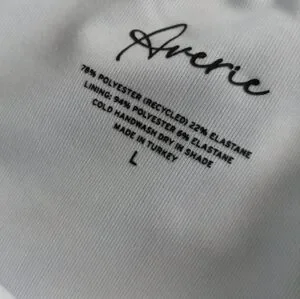 Averie
78% POLYESTER (RECYCLED) 22% ELASTANE
LINING: 94% POLYESTER 6% ELASTANE
COLD HANDWASH DRY IN SHADE
MADE IN TURKEY
L